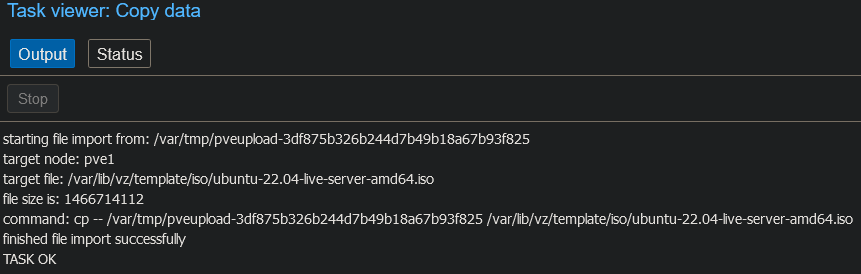 Task viewer: Copy data
Output Status
Stop
starting file import from: /var/tmp/pveupload-3df875b326b244d7b49b18a67b93f825
target node: pve1
target file: /var/lib/vz/template/iso/ubuntu-22.04-live-server-amd64.iso
file size is: 1466714112
command: cp -- /var/tmp/pveupload-3df875b326b244d7b49b18a67b93f825 /var/lib/vz/template/iso/ubuntu-22.04-live-server-amd64.iso
finished file import successfully
TASK OK